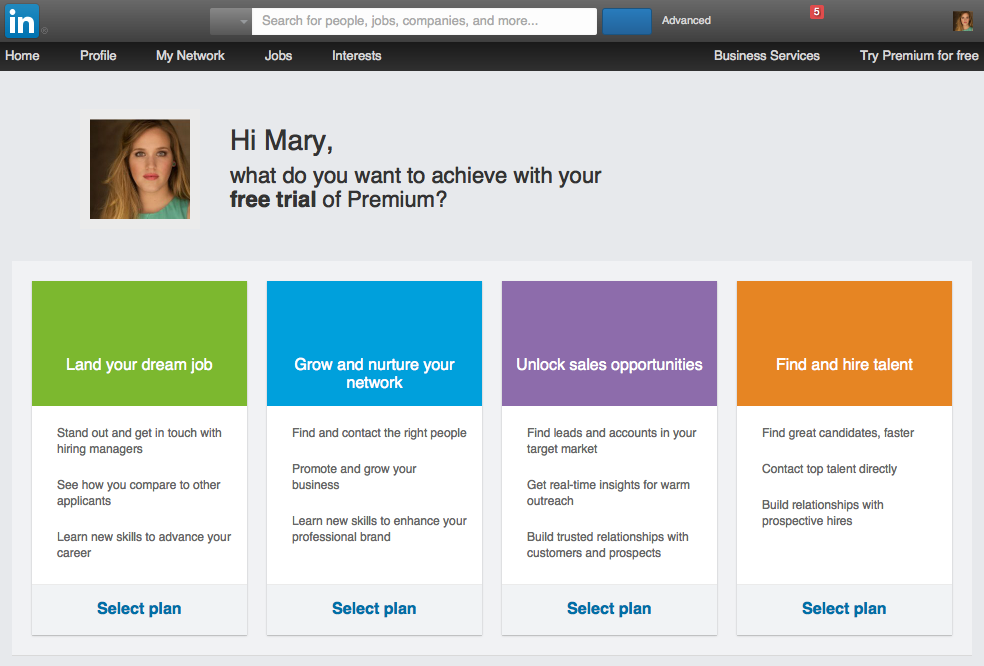 in®
Search for people, jobs, companies, and more...
Advanced
5
Home Profile My Network Jobs Interests Business Services Try Premium for free
Hi Mary,
what do you want to achieve with your
free trial of Premium?
Land your dream job
Stand out and get in touch with
hiring managers
See how you compare to other
applicants
Learn new skills to advance your
career
Select plan
Grow and nurture your
network
Find and contact the right people
Promote and grow your
business
Learn new skills to enhance your
professional brand
Select plan
Unlock sales opportunities
Find leads and accounts in your
target market
Get real-time insights for warm
outreach
Build trusted relationships with
customers and prospects
Select plan
Find and hire talent
Find great candidates, faster
Contact top talent directly
Build relationships with
prospective hires
Select plan